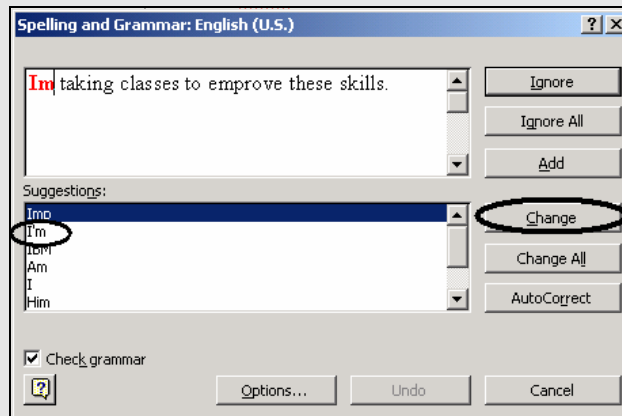 Spelling and Grammar: English (U.S.)
Im taking classes to emprove these skills.
Ignore
Ignore All
Add
Suggestions:
Imp
I'm
IBM
Am
I
Him
Change
Change All
AutoCorrect
Check grammar
Options...
Undo
Cancel